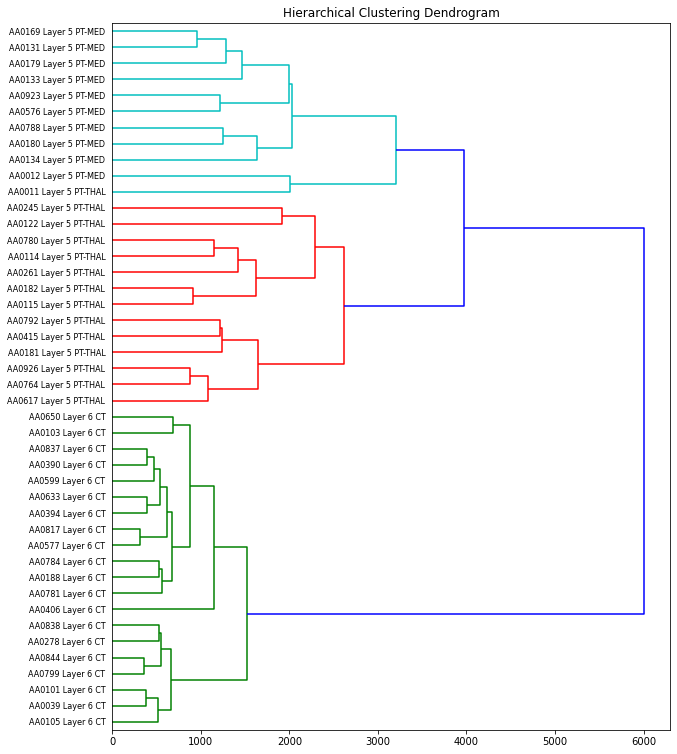 Hierarchical Clustering Dendrogram
AA0169 Layer 5 PT-MED
AA0131 Layer 5 PT-MED
AA0179 Layer 5 PT-MED
AA0133 Layer 5 PT-MED
AA0923 Layer 5 PT-MED
AA0576 Layer 5 PT-MED
AA0788 Layer 5 PT-MED
AA0180 Layer 5 PT-MED
AA0134 Layer 5 PT-MED
AA0012 Layer 5 PT-MED
AA0011 Layer 5 PT-THAL
AA0245 Layer 5 PT-THAL
AA0122 Layer 5 PT-THAL
AA0780 Layer 5 PT-THAL
AA0114 Layer 5 PT-THAL
AA0261 Layer 5 PT-THAL
AA0182 Layer 5 PT-THAL
AA0115 Layer 5 PT-THAL
AA0792 Layer 5 PT-THAL
AA0415 Layer 5 PT-THAL
AA0181 Layer 5 PT-THAL
AA0926 Layer 5 PT-THAL
AA0764 Layer 5 PT-THAL
AA0617 Layer 5 PT-THAL
AA0650 Layer 6 CT
AA0103 Layer 6 CT
AA0837 Layer 6 CT
AA0390 Layer 6 CT
AA0599 Layer 6 CT
AA0633 Layer 6 CT
AA0394 Layer 6 CT
AA0817 Layer 6 CT
AA0577 Layer 6 CT
AA0784 Layer 6 CT
AA0188 Layer 6 CT
AA0781 Layer 6 CT
AA0406 Layer 6 CT
AA0838 Layer 6 CT
AA0278 Layer 6 CT
AA0844 Layer 6 CT
AA0799 Layer 6 CT
AA0101 Layer 6 CT
AA0039 Layer 6 CT
AA0105 Layer 6 CT
0 1000 2000 3000 4000 5000 6000